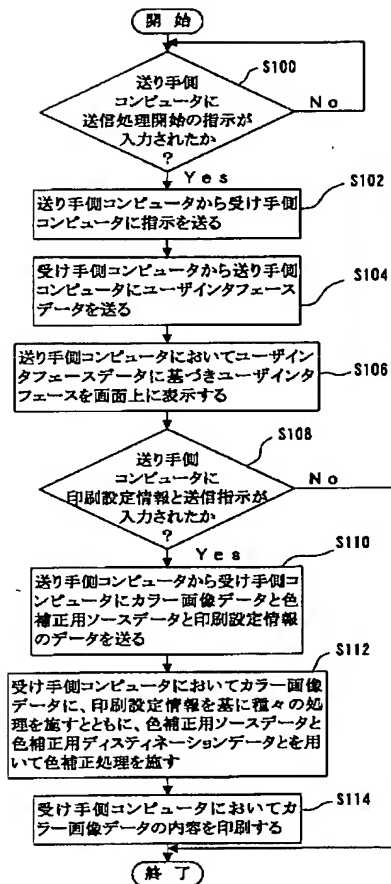 開始
S100
送り手側
コンピュータに
送信処理開始の指示が
入力されたか
?
No
Yes
S102
送り手側コンピュータから受け手側
コンピュータに指示を送る
S104
受け手側コンピュータから送り手側
コンピュータにユーザインタフェース
データを送る
S106
送り手側コンピュータにおいてユーザイン
タフェースデータに基づきユーザインタ
フェースを画面上に表示する
S108
送り手側
コンピュータに
印刷設定情報と送信指示が
入力されたか
?
No
Yes
S110
送り手側コンピュータから受け手側コン
ピュータにカラー画像データと色
補正用ソースデータと印刷設定情報
のデータを送る
S112
受け手側コンピュータにおいてカラー画像
データに、印刷設定情報を基に種々の処
理を施すとともに、色補正用ソースデータと
色補正用ディスティネーションデータとを用
いて色補正処理を施す
S114
受け手側コンピュータにおいてカ
ラー画像データの内容を印刷する
終了